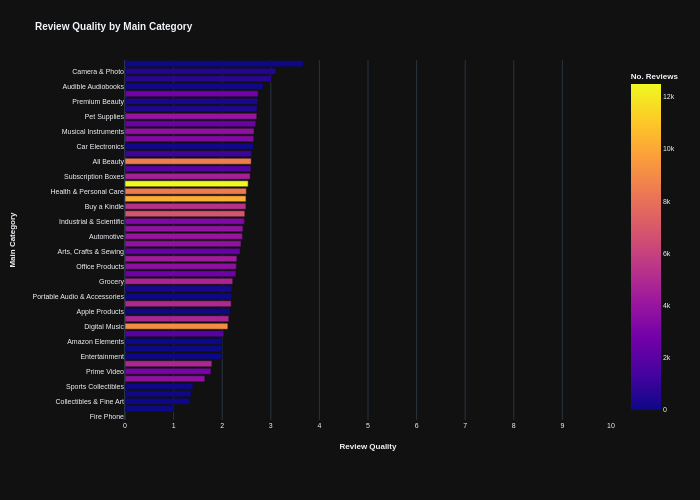 Review Quality by Main Category
No. Reviews
Camera & Photo
Audible Audiobooks
Premium Beauty
Pet Supplies
Musical Instruments
Car Electronics
All Beauty
Subscription Boxes
Health & Personal Care
Buy a Kindle
Industrial & Scientific
Automotive
Arts, Crafts & Sewing
Office Products
Grocery
Portable Audio & Accessories
Apple Products
Digital Music
Amazon Elements
Entertainment
Prime Video
Sports Collectibles
Collectibles & Fine Art
Fire Phone
Main Category
12k
10k
8k
6k
4k
2k
0
0 1 2 3 4 5 6 7 8 9 10
Review Quality